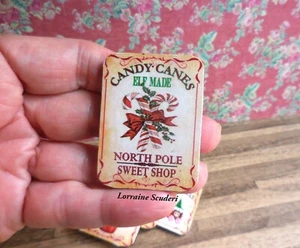 CANDY CANES
ELF MADE
NORTH POLE
SWEET SHOP
Lorraine Scuderi